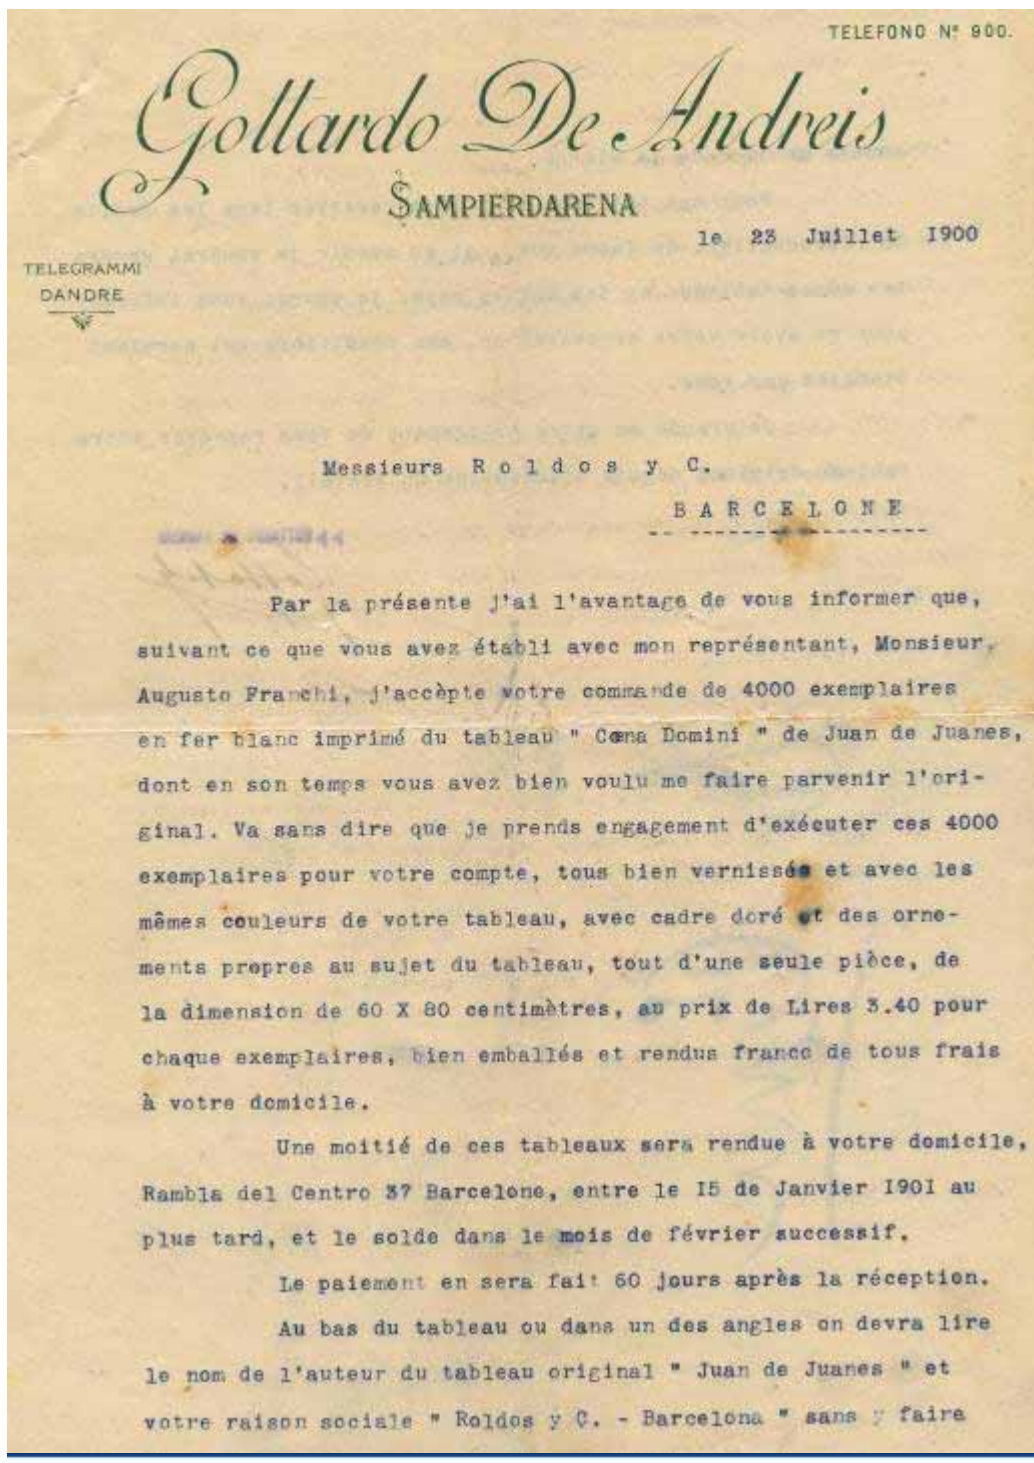 TELEFONO Nº 900.
Gottardo De Andreis
SAMPIERDARENA
le 23 Juillet 1900
TELEGRAMMI
DANDRE
Messieurs Roldos y C.
BARCELONE
Par la présente j'ai l'avantage de vous informer que,
suivant ce que vous avez établi avec mon représentant, Monsieur,
Augusto Franchi, j'accèpte votre commande de 4000 exemplaires
en fer blanc imprimé du tableau " Cœna Domini " de Juan de Juanes,
dont en son temps vous avez bien voulu me faire parvenir l'ori-
ginal. Va sans dire que je prends engagement d'exécuter ces 4000
exemplaires pour votre compte, tous bien vernissés et avec les
mêmes couleurs de votre tableau, avec cadre doré et des orne-
ments propres au sujet du tableau, tout d'une seule pièce, de
la dimension de 60 X 80 centimètres, au prix de Lires 3.40 pour
chaque exemplaires, bien emballés et rendus franco de tous frais
à votre domicile.
Une moitié de ces tableaux sera rendue à votre domicile,
Rambla del Centro 37 Barcelone, entre le I5 de Janvier I90I au
plus tard, et le solde dans le mois de février successif.
Le paiement en sera fait 60 jours après la réception.
Au bas du tableau ou dans un des angles on devra lire
le nom de l'auteur du tableau original " Juan de Juanes " et
votre raison sociale " Roldos y C. - Barcelona " sans y faire